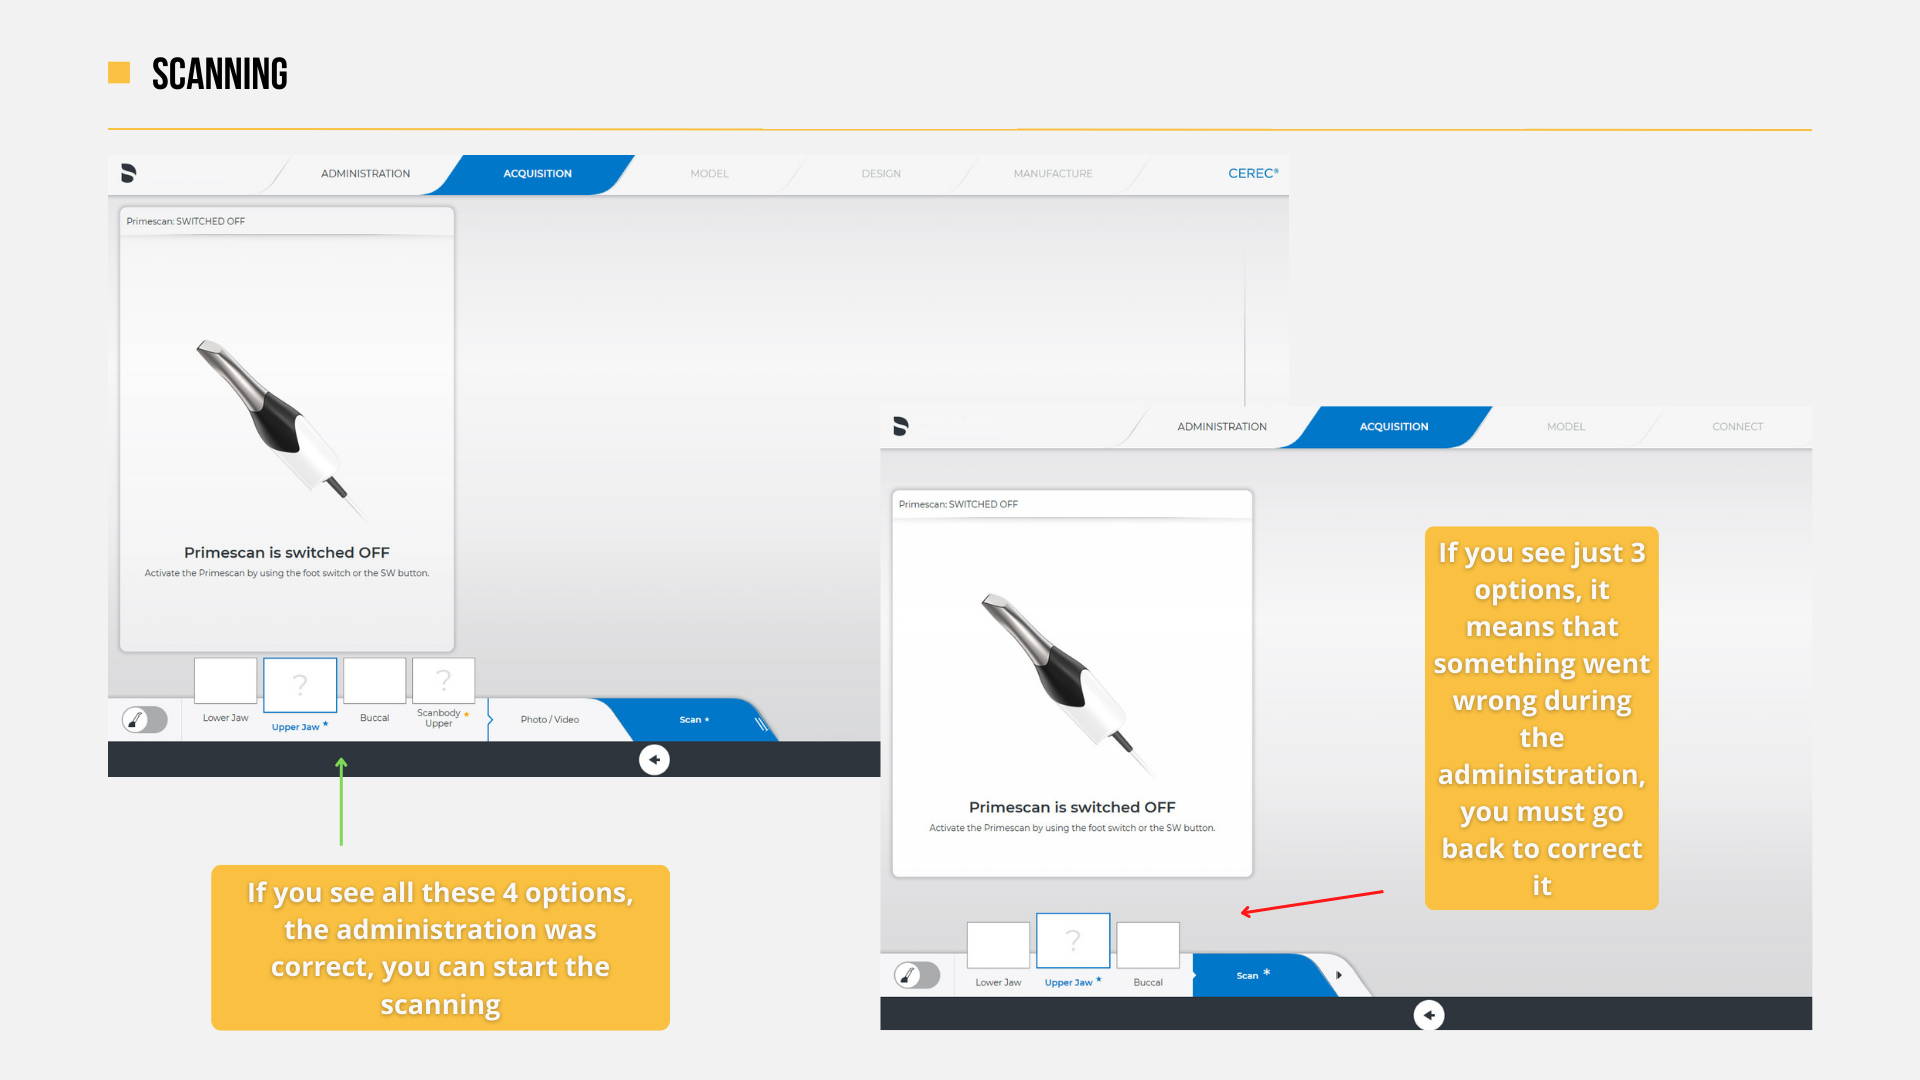 SCANNING
ADMINISTRATION
ACQUISITION
MODEL
DESIGN
MANUFACTURE
CEREC®
Primescan: SWITCHED OFF
Primescan is switched OFF
Activate the Primescan by using the foot switch or the SW button.
?
?
Lower Jaw
Upper Jaw *
Buccal
Scanbody *
Upper
Photo / Video
Scan *
If you see all these 4 options,
the administration was
correct, you can start the
scanning
ADMINISTRATION
ACQUISITION
MODEL
CONNECT
Primescan: SWITCHED OFF
Primescan is switched OFF
Activate the Primescan by using the foot switch or the SW button.
?
Lower Jaw
Upper Jaw *
Buccal
Scan *
If you see just 3
options, it
means that
something went
wrong during
the
administration,
you must go
back to correct
it